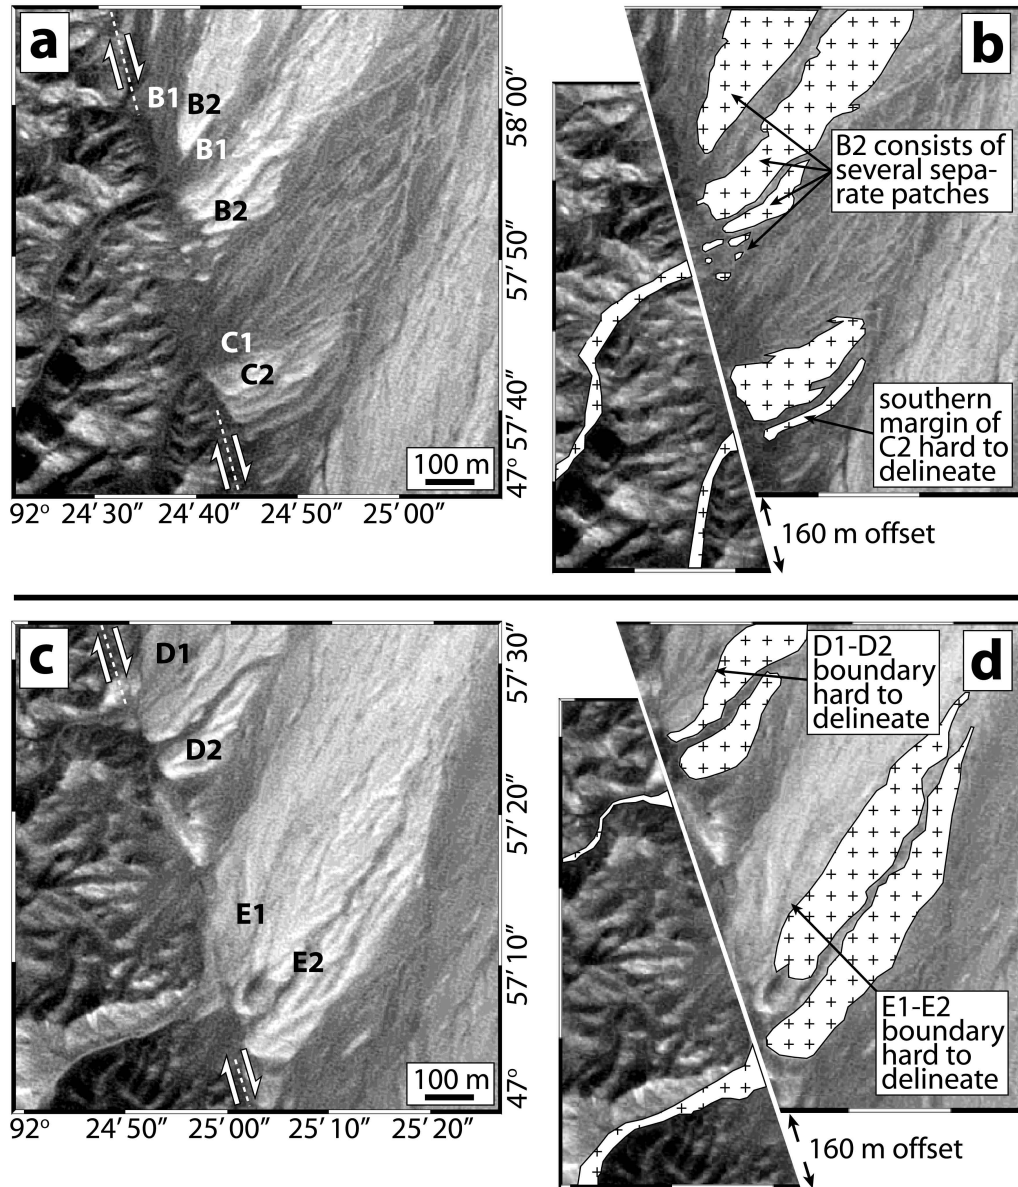 a
B1 B2
B1
B2
C1
C2
100 m
58′ 00″
57′ 50″
57′ 40″
47°
92° 24′ 30″ 24′ 40″ 24′ 50″ 25′ 00″
b
B2 consists of
several sepa-
rate patches
southern
margin of
C2 hard to
delineate
160 m offset
c
D1
D2
E1
E2
100 m
57′ 30″
57′ 20″
57′ 10″
47°
92° 24′ 50″ 25′ 00″ 25′ 10″ 25′ 20″
d
D1-D2
boundary
hard to
delineate
E1-E2
boundary
hard to
delineate
160 m offset